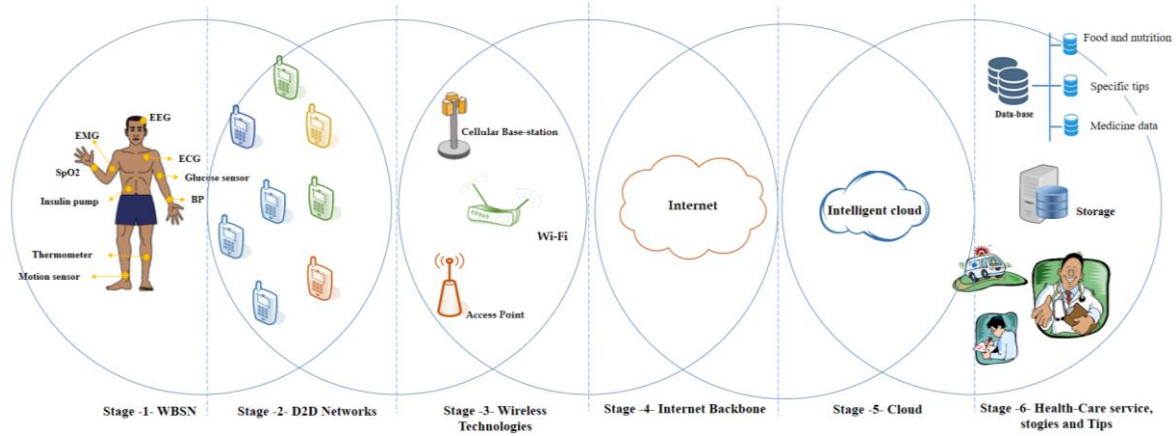 EEG
EMG
ECG
SpO2
Glucose sensor
Insulin pump
BP
Thermometer
Motion sensor
Cellular Base-station
Wi-Fi
Access Point
Internet
Intelligent cloud
Food and nutrition
Specific tips
Data-base
Medicine data
Storage
Stage -1- WBSN
Stage -2- D2D Networks
Stage -3- Wireless
Technologies
Stage -4- Internet Backbone
Stage -5- Cloud
Stage -6- Health-Care service,
stogies and Tips